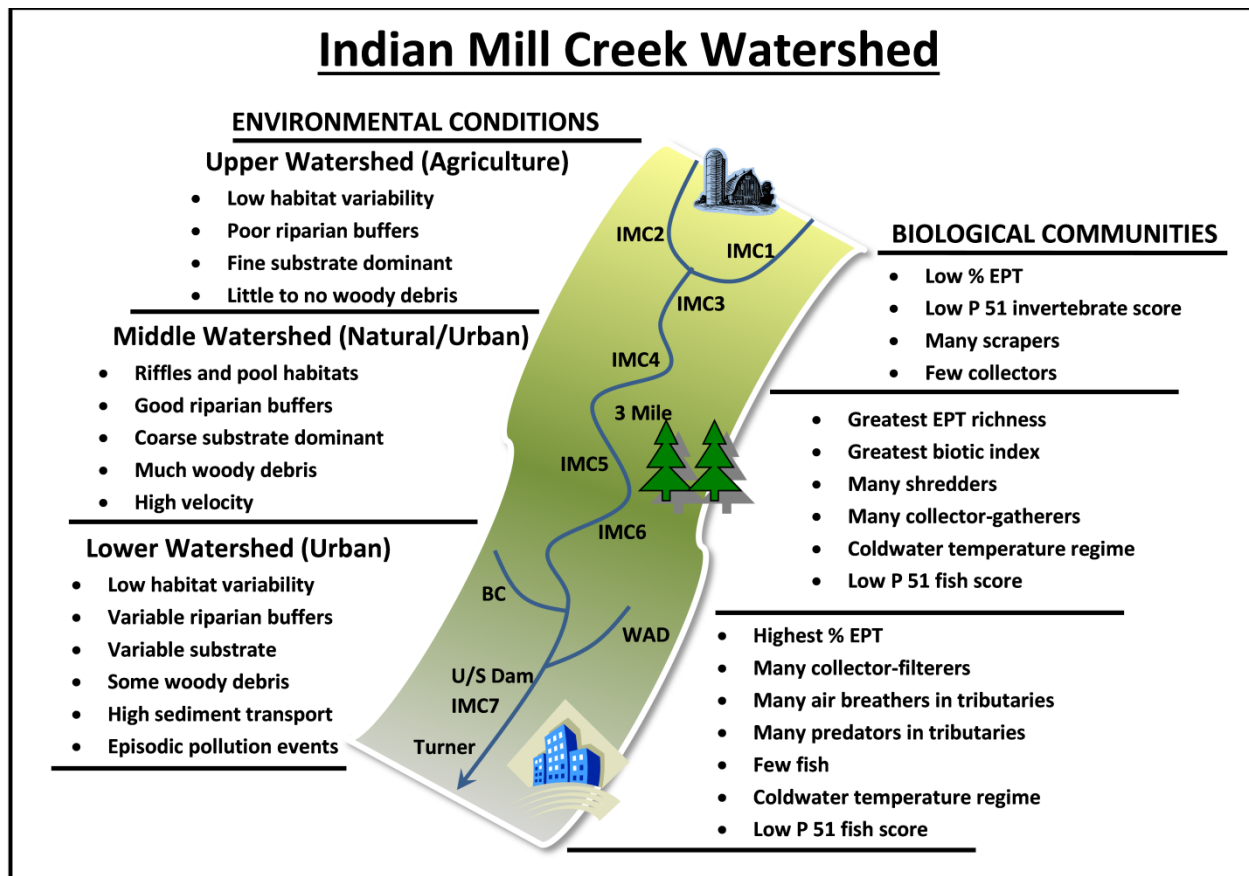 Indian Mill Creek Watershed
ENVIRONMENTAL CONDITIONS
Upper Watershed (Agriculture)
• Low habitat variability
• Poor riparian buffers
• Fine substrate dominant
• Little to no woody debris
Middle Watershed (Natural/Urban)
• Riffles and pool habitats
• Good riparian buffers
• Coarse substrate dominant
• Much woody debris
• High velocity
Lower Watershed (Urban)
• Low habitat variability
• Variable riparian buffers
• Variable substrate
• Some woody debris
• High sediment transport
• Episodic pollution events
IMC2
IMC1
IMC3
IMC4
3 Mile
IMC5
IMC6
BC
WAD
U/S Dam
IMC7
Turner
BIOLOGICAL COMMUNITIES
• Low % EPT
• Low P 51 invertebrate score
• Many scrapers
• Few collectors
• Greatest EPT richness
• Greatest biotic index
• Many shredders
• Many collector-gatherers
• Coldwater temperature regime
• Low P 51 fish score
• Highest % EPT
• Many collector-filterers
• Many air breathers in tributaries
• Many predators in tributaries
• Few fish
• Coldwater temperature regime
• Low P 51 fish score